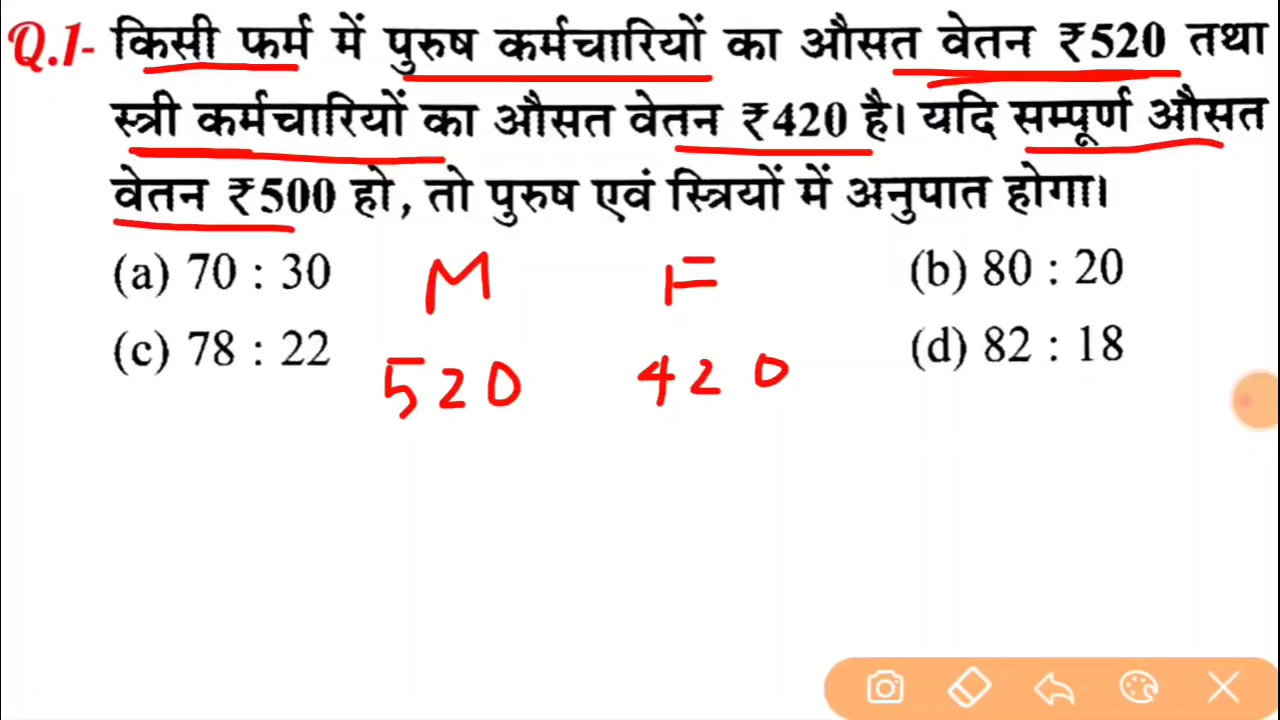 Q.1- किसी फर्म में पुरुष कर्मचारियों का औसत वेतन ₹520 तथा
स्त्री कर्मचारियों का औसत वेतन ₹420 है। यदि सम्पूर्ण औसत
वेतन ₹500 हो, तो पुरुष एवं स्त्रियों में अनुपात होगा।
(a) 70 : 30 M F (b) 80 : 20
(c) 78 : 22 520 420 (d) 82 : 18